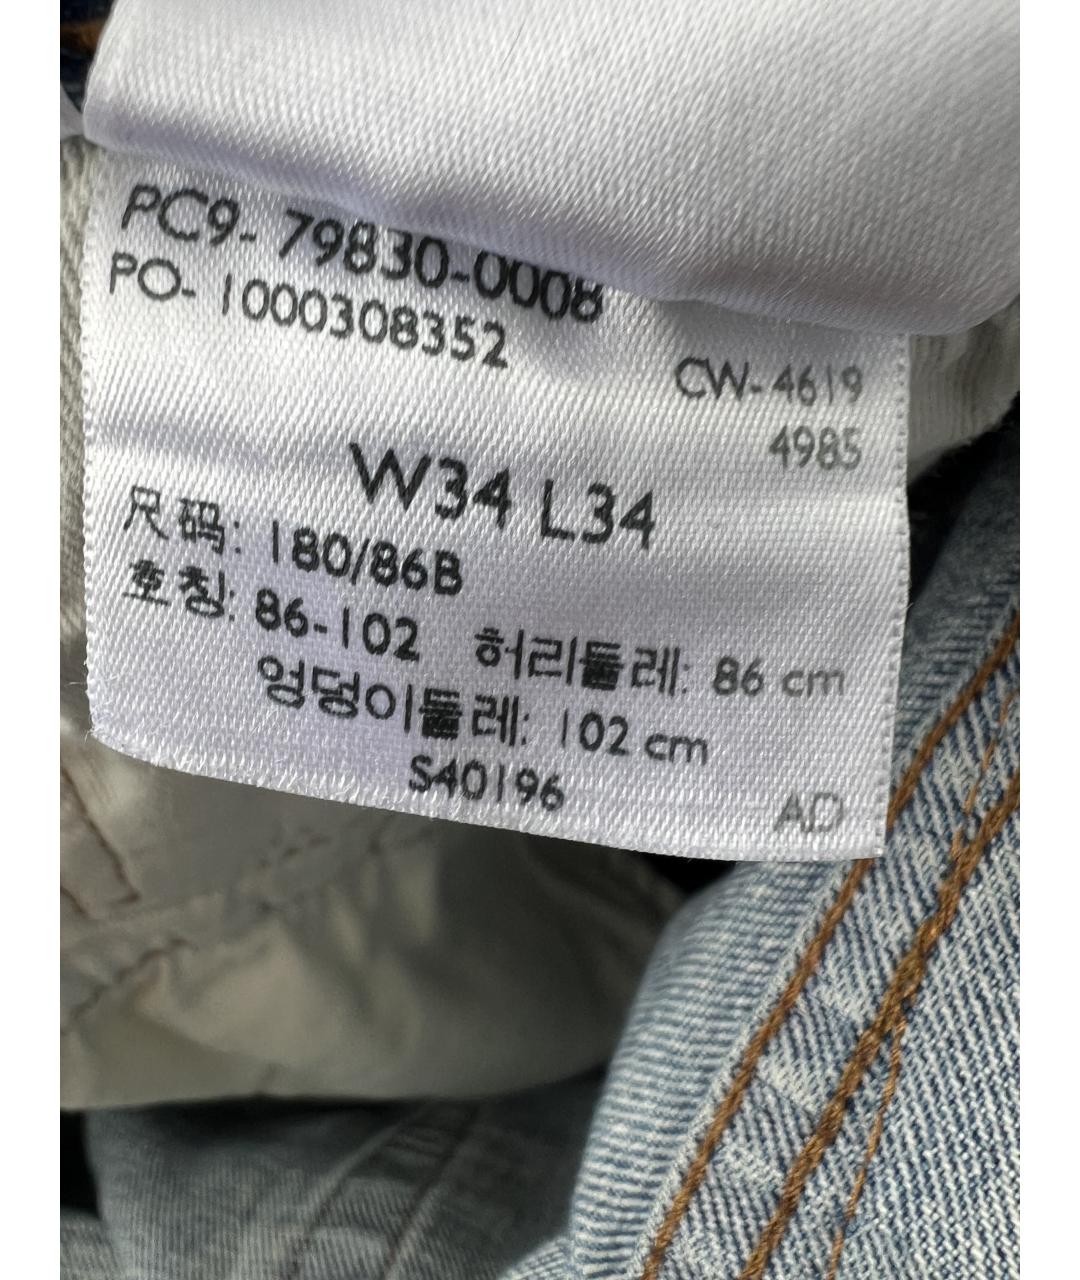 PC9-79830-0008
PO-1000308352
CW-4619
4985
W34 L34
尺码: 180/86B
호칭: 86-102 허리둘레: 86 cm
엉덩이둘레: 102 cm
S40196
AD